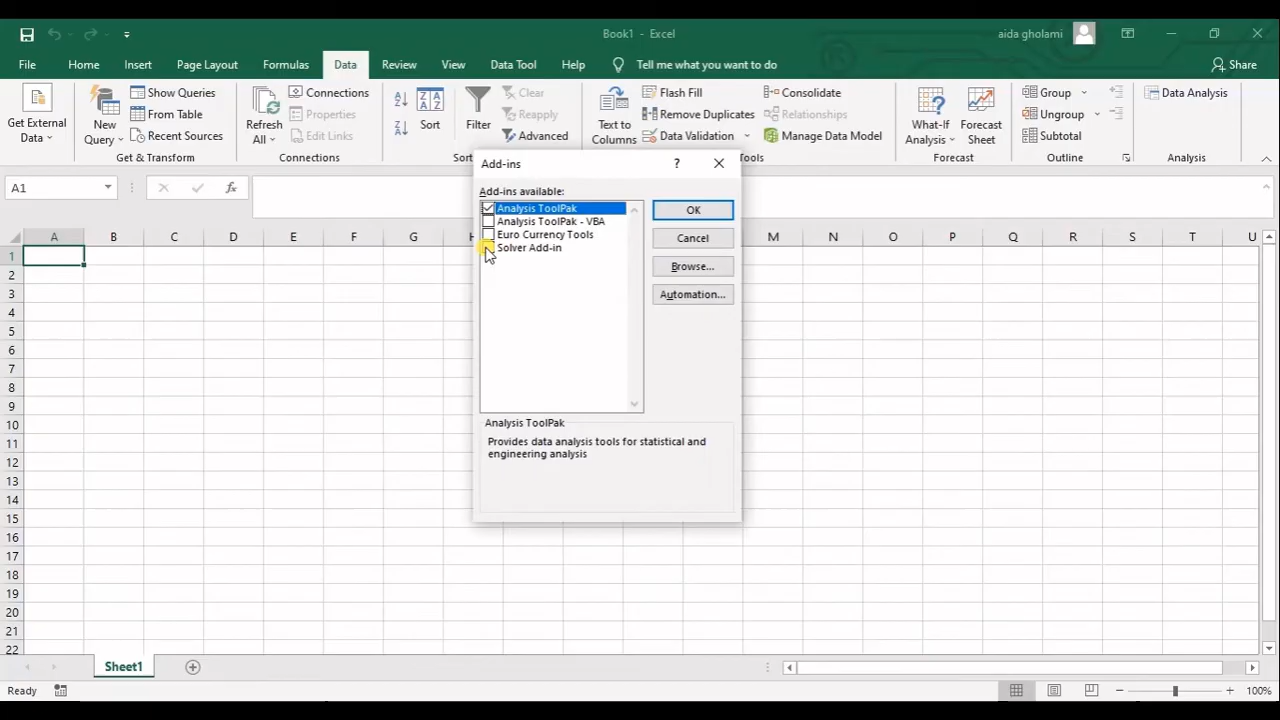 Book1 - Excel
aida gholami
File Home Insert Page Layout Formulas Data Review View Data Tool Help Tell me what you want to do Share
Get External Data
New Query
Show Queries
From Table
Recent Sources
Get & Transform
Refresh All
Connections
Properties
Edit Links
Connections
Sort
Filter
Clear
Reapply
Advanced
Sort
Text to Columns
Flash Fill
Remove Duplicates
Data Validation
Consolidate
Relationships
Manage Data Model
Tools
What-If Analysis
Forecast Sheet
Forecast
Group
Ungroup
Subtotal
Outline
Data Analysis
Analysis
A1
fx
Add-ins
?
Add-ins available:
Analysis ToolPak
Analysis ToolPak - VBA
Euro Currency Tools
Solver Add-in
OK
Cancel
Browse...
Automation...
Analysis ToolPak
Provides data analysis tools for statistical and
engineering analysis
A B C D E F G H M N O P Q R S T U
1
2
3
4
5
6
7
8
9
10
11
12
13
14
15
16
17
18
19
20
21
22
Sheet1
Ready
100%